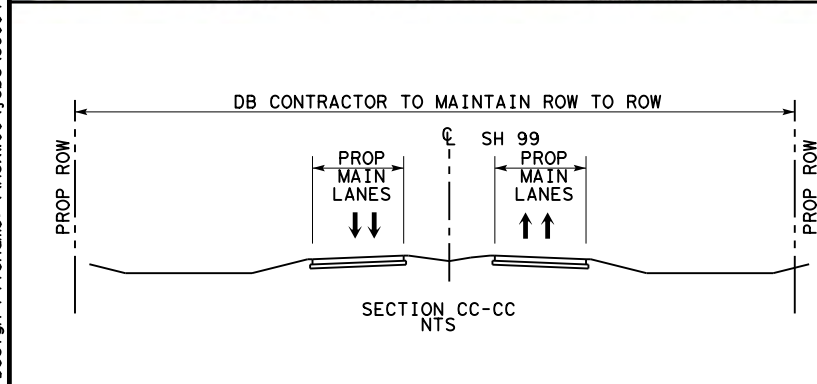 DB CONTRACTOR TO MAINTAIN ROW TO ROW
℄ SH 99
PROP
MAIN
LANES
PROP
MAIN
LANES
PROP ROW
PROP ROW
SECTION CC-CC
NTS